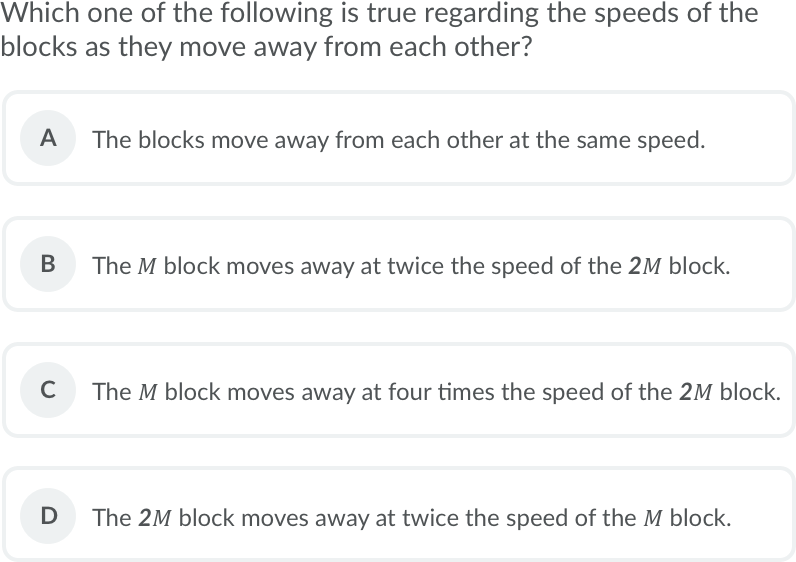 Which one of the following is true regarding the speeds of the
blocks as they move away from each other?
A The blocks move away from each other at the same speed.
B The M block moves away at twice the speed of the 2M block.
C The M block moves away at four times the speed of the 2M block.
D The 2M block moves away at twice the speed of the M block.